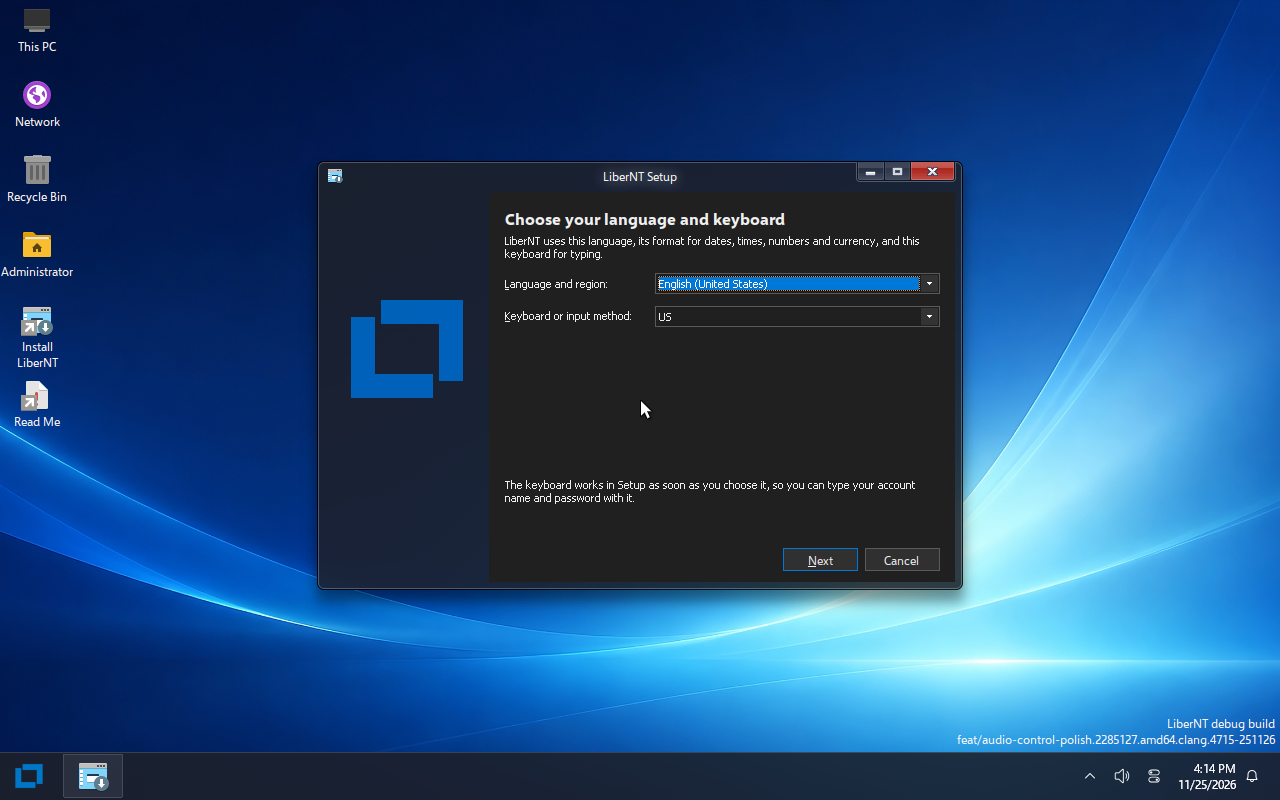 This PC
Network
Recycle Bin
Administrator
Install
LiberNT
Read Me
LiberNT Setup
Choose your language and keyboard
LiberNT uses this language, its format for dates, times, numbers and currency, and this
keyboard for typing.
Language and region:
English (United States)
Keyboard or input method:
US
The keyboard works in Setup as soon as you choose it, so you can type your account
name and password with it.
Next
Cancel
LiberNT debug build
feat/audio-control-polish.2285127.amd64.clang.4715-251126
4:14 PM
11/25/2026